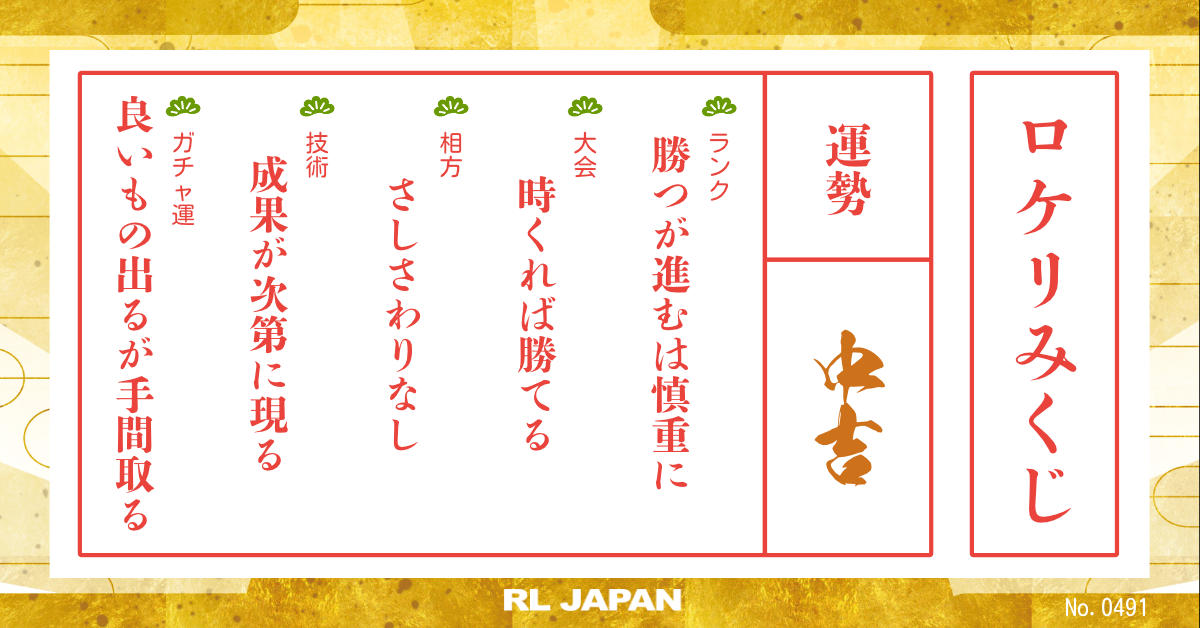 ロケリみくじ
運勢
中吉
ランク
勝つが進むは慎重に
大会
時くれば勝てる
相方
さしさわりなし
技術
成果が次第に現る
ガチャ運
良いもの出るが手間取る
RL JAPAN
No. 0491